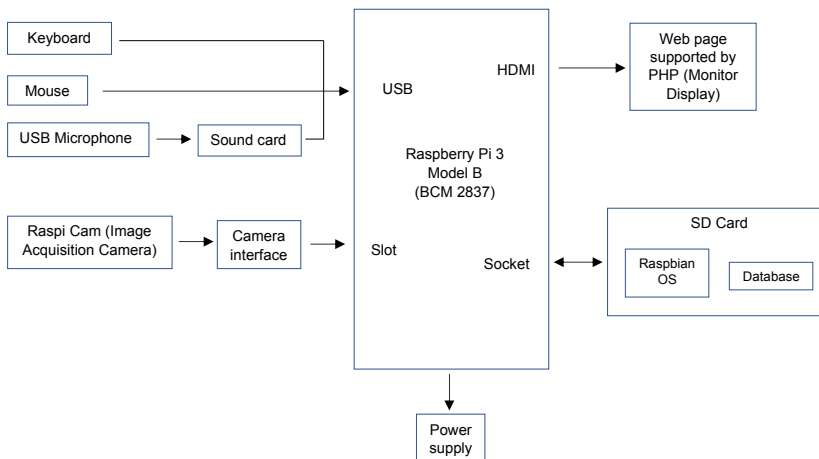 Keyboard
Mouse
USB Microphone
Sound card
Raspi Cam (Image
Acquisition Camera)
Camera
interface
USB
HDMI
Raspberry Pi 3
Model B
(BCM 2837)
Slot
Socket
Web page
supported by
PHP (Monitor
Display)
SD Card
Raspbian
OS
Database
Power
supply